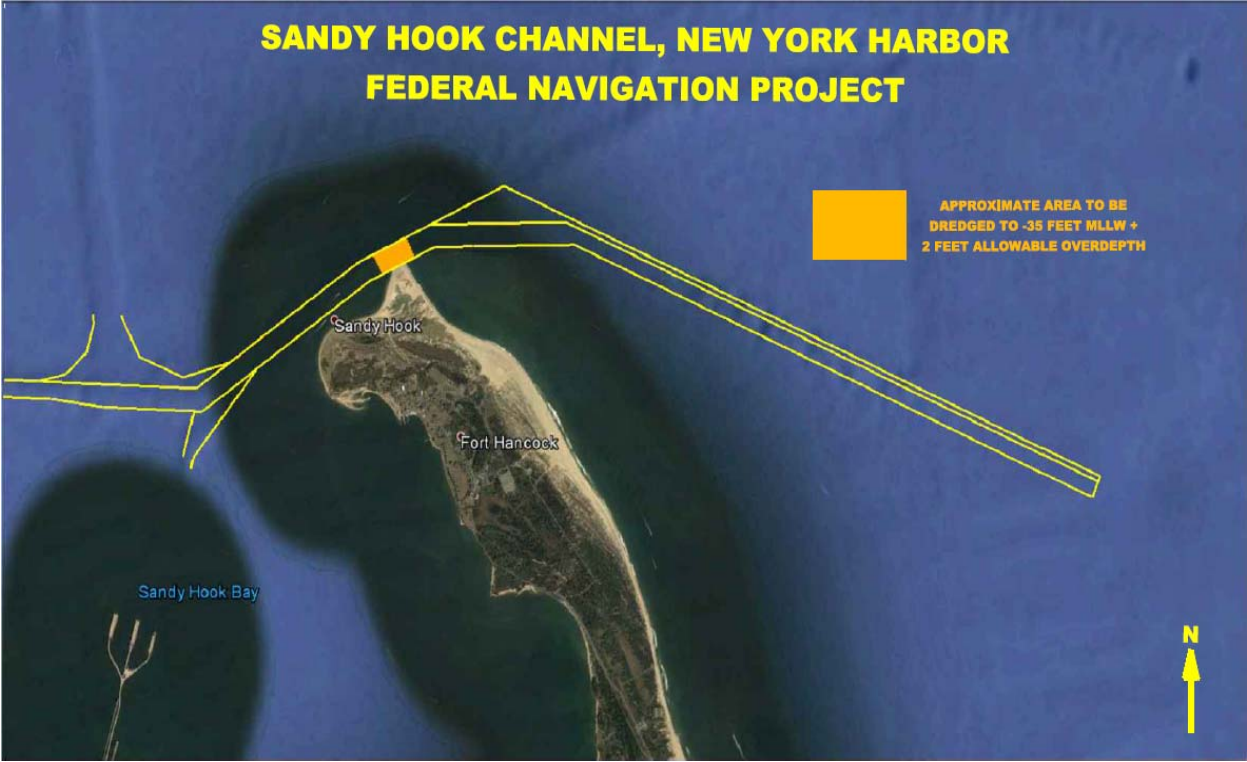 SANDY HOOK CHANNEL, NEW YORK HARBOR
FEDERAL NAVIGATION PROJECT
APPROXIMATE AREA TO BE
DREDGED TO -35 FEET MLLW +
2 FEET ALLOWABLE OVERDEPTH
Sandy Hook
Fort Hancock
Sandy Hook Bay
N